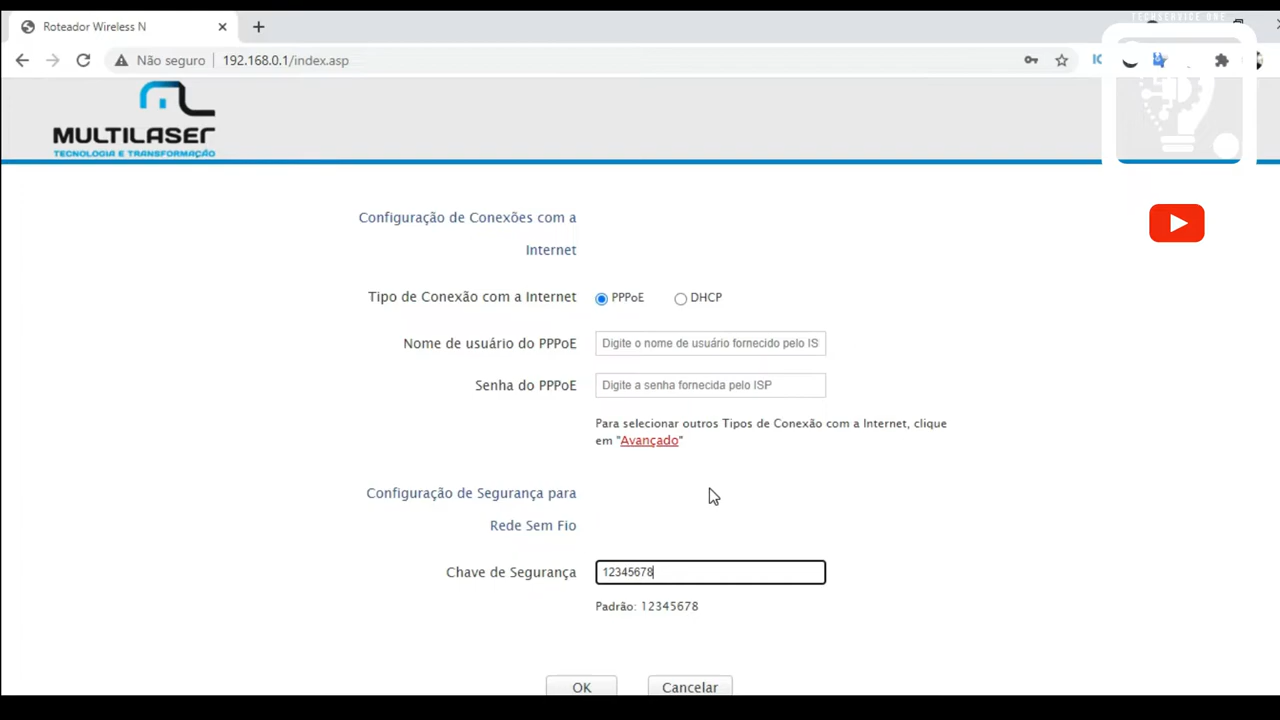 TECHSERVICE ONE
Roteador Wireless N
Não seguro 192.168.0.1/index.asp
MULTILASER
TECNOLOGIA E TRANSFORMAÇÃO
Configuração de Conexões com a
Internet
Tipo de Conexão com a Internet PPPoE DHCP
Nome de usuário do PPPoE Digite o nome de usuário fornecido pelo IS
Senha do PPPoE Digite a senha fornecida pelo ISP
Para selecionar outros Tipos de Conexão com a Internet, clique
em "Avançado"
Configuração de Segurança para
Rede Sem Fio
Chave de Segurança 12345678
Padrão: 12345678
OK Cancelar